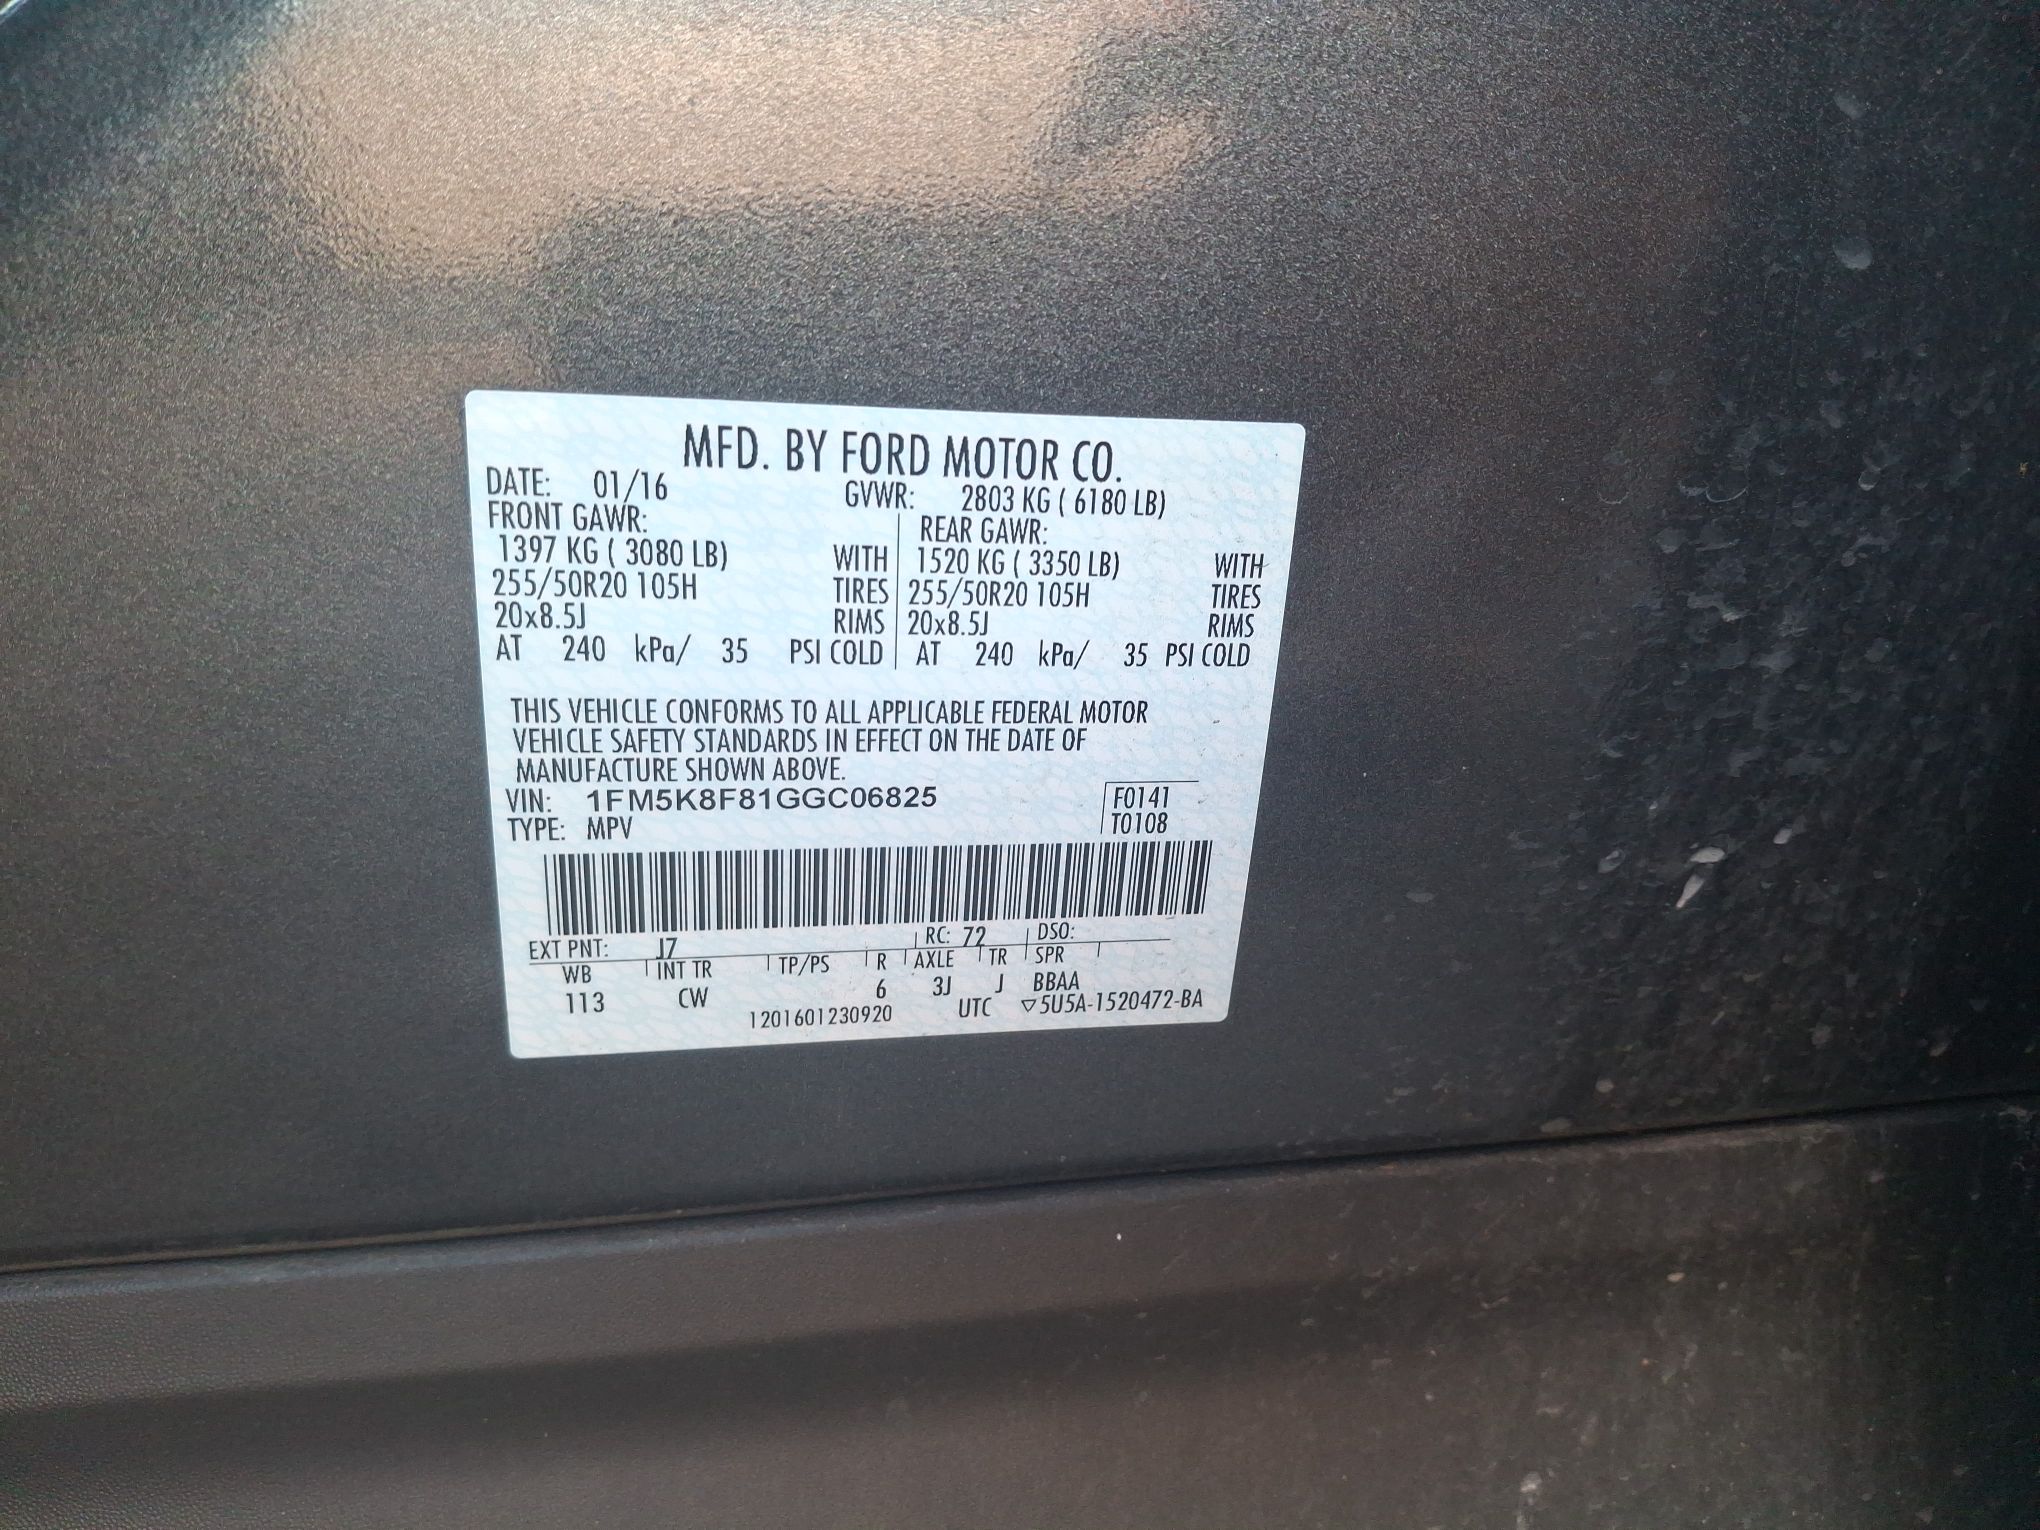 MFD. BY FORD MOTOR CO.
DATE: 01/16 GVWR: 2803 KG ( 6180 LB)
FRONT GAWR: REAR GAWR:
1397 KG ( 3080 LB) WITH 1520 KG ( 3350 LB) WITH
255/50R20 105H TIRES 255/50R20 105H TIRES
20x8.5J RIMS 20x8.5J RIMS
AT 240 kPa/ 35 PSI COLD AT 240 kPa/ 35 PSI COLD
THIS VEHICLE CONFORMS TO ALL APPLICABLE FEDERAL MOTOR
VEHICLE SAFETY STANDARDS IN EFFECT ON THE DATE OF
MANUFACTURE SHOWN ABOVE.
VIN: 1FM5K8F81GGC06825 F0141
TYPE: MPV T0108
EXT PNT: J7 RC: 72 DSO:
WB INT TR TP/PS R AXLE TR SPR
113 CW 6 3J J BBAA
1201601230920 UTC ▽5U5A-1520472-BA